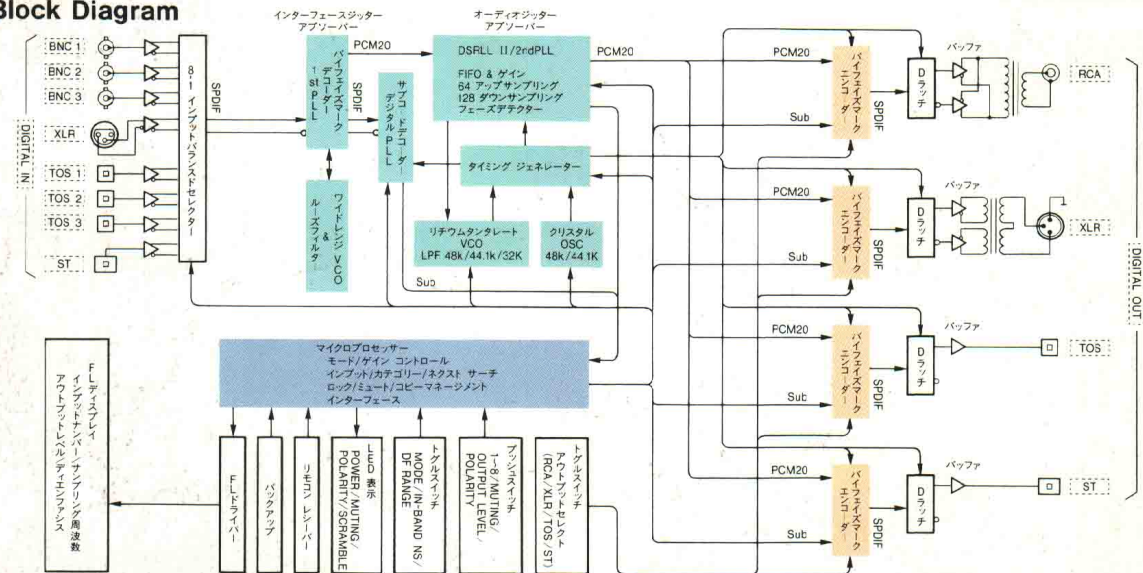 Block Diagram
DIGITAL IN
BNC 1
BNC 2
BNC 3
XLR
TOS 1
TOS 2
TOS 3
ST
8-1 インプットバランスドセレクター
SPDIF
インターフェースジッター
アブソーバー
バイフェイズマーク
デコーダー
1st PLL
ワイドレンジ VCO
&
ルーズフィルター
PCM20
SPDIF
サブコードデコーダー
デジタル PLL
Sub
オーディオジッター
アブソーバー
DSRLL II/2ndPLL
FIFO & ゲイン
64 アップサンプリング
128 ダウンサンプリング
フェーズデテクター
タイミング ジェネレーター
リチウムタンタレート
VCO
LPF 48k/44.1k/32K
クリスタル
OSC
48k/44.1K
PCM20
PCM20
Sub
バイフェイズマーク
エンコーダー
SPDIF
Dラッチ
バッファ
RCA
PCM20
Sub
バイフェイズマーク
エンコーダー
SPDIF
Dラッチ
バッファ
XLR
PCM20
Sub
バイフェイズマーク
エンコーダー
SPDIF
Dラッチ
バッファ
TOS
PCM20
Sub
バイフェイズマーク
エンコーダー
SPDIF
Dラッチ
バッファ
ST
DIGITAL OUT
マイクロプロセッサー
モード/ゲイン コントロール
インプット/カテゴリー/ネクスト サーチ
ロック/ミュート/コピーマネージメント
インターフェース
FLディスプレイ
インプットナンバー/サンプリング周波数
アウトプットレベル/ディエンファシス
FLドライバー
バックアップ
リモコン レシーバー
LED 表示
POWER/MUTING/
POLARITY/SCRAMBLE
トグルスイッチ
MODE/IN-BAND NS/
DF RANGE
プッシュスイッチ
1-8/MUTING/
OUTPUT LEVEL/
POLARITY
トグルスイッチ
アウトプットセレクト
(RCA/XLR/TOS/ST)